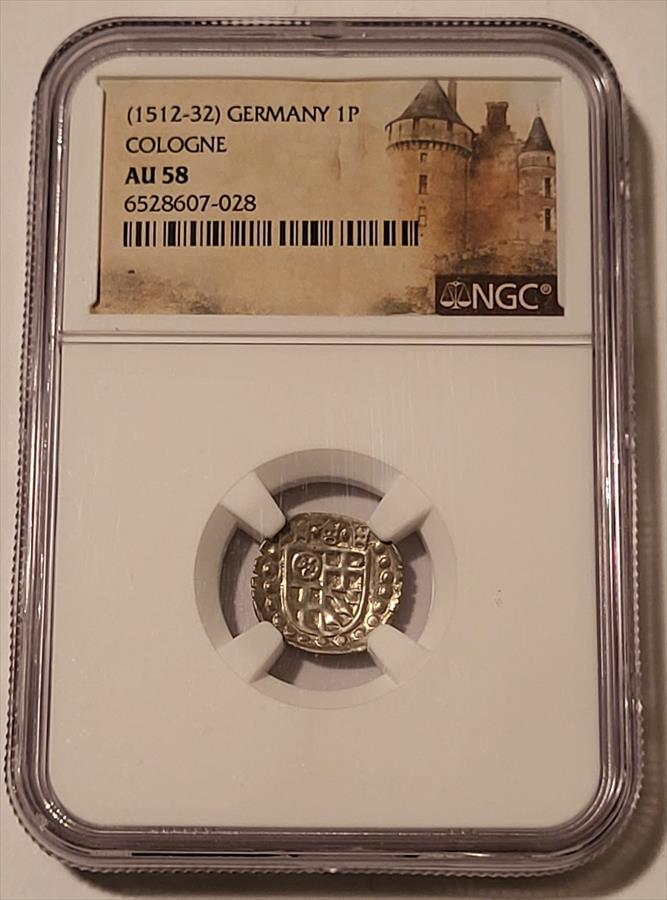 (1512-32) GERMANY 1P
COLOGNE
AU 58
6528607-028
NGC®